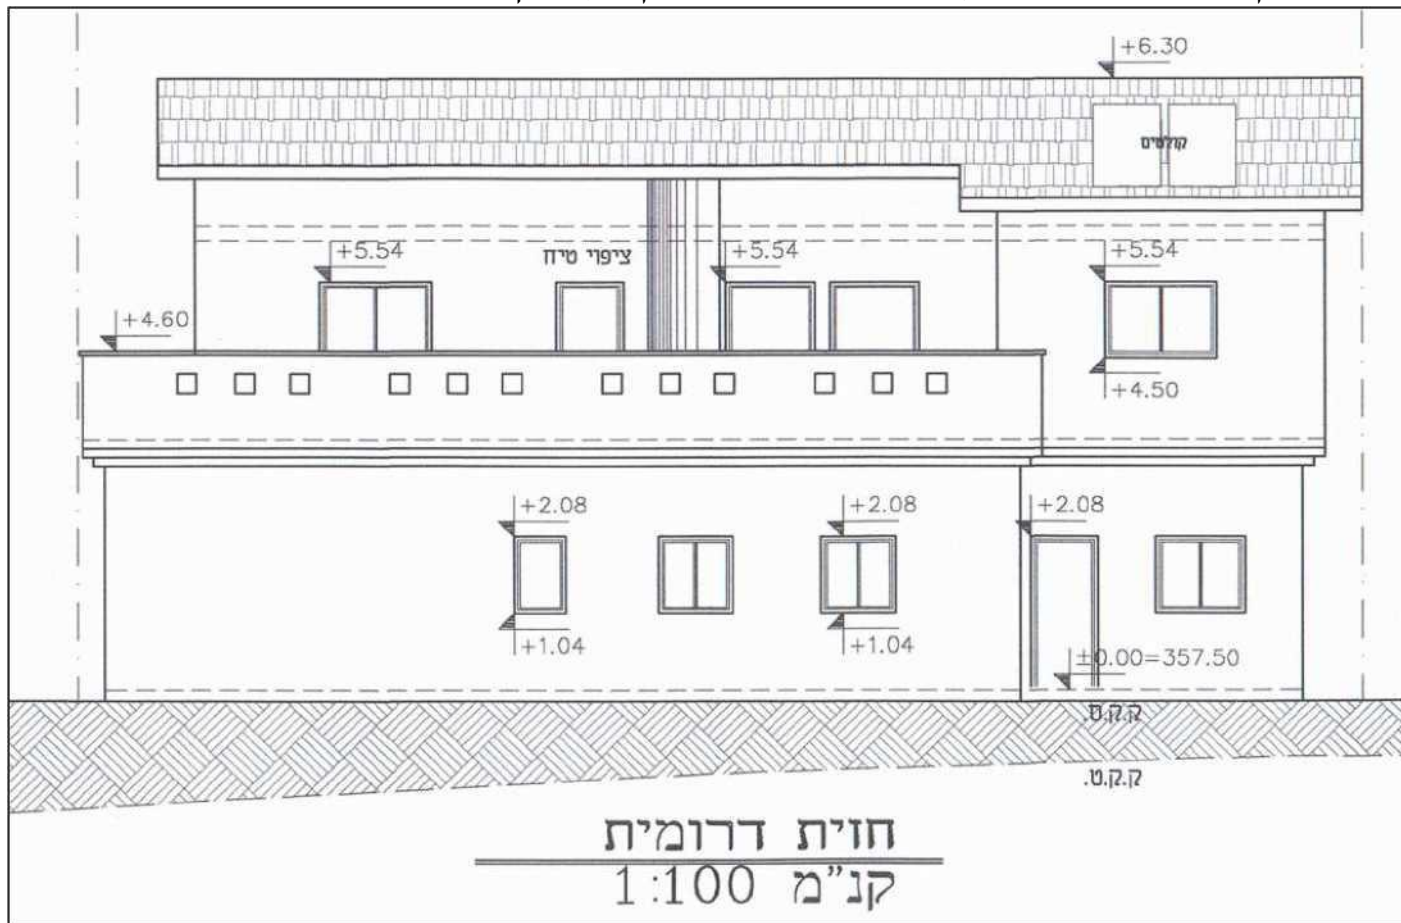 +6.30
קולטים
+5.54
ציפוי טיח
+5.54
+5.54
+4.60
+4.50
+2.08
+2.08
+2.08
+1.04
+1.04
±0.00=357.50
ק.ק.ס.
ק.ק.ט.
חזית דרומית
קנ"מ 1:100